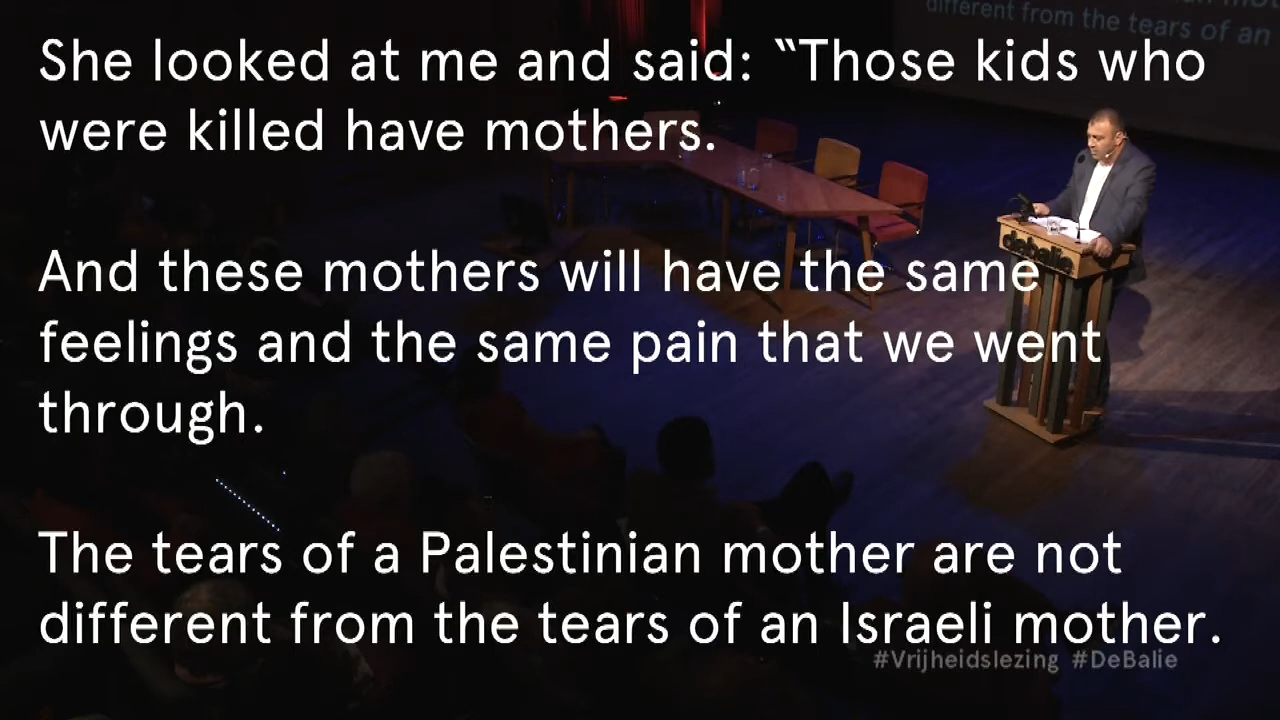 different from the tears of an
She looked at me and said: “Those kids who
were killed have mothers.
debalie
And these mothers will have the same
feelings and the same pain that we went
through.
The tears of a Palestinian mother are not
different from the tears of an Israeli mother.
#Vrijheidslezing #DeBalie